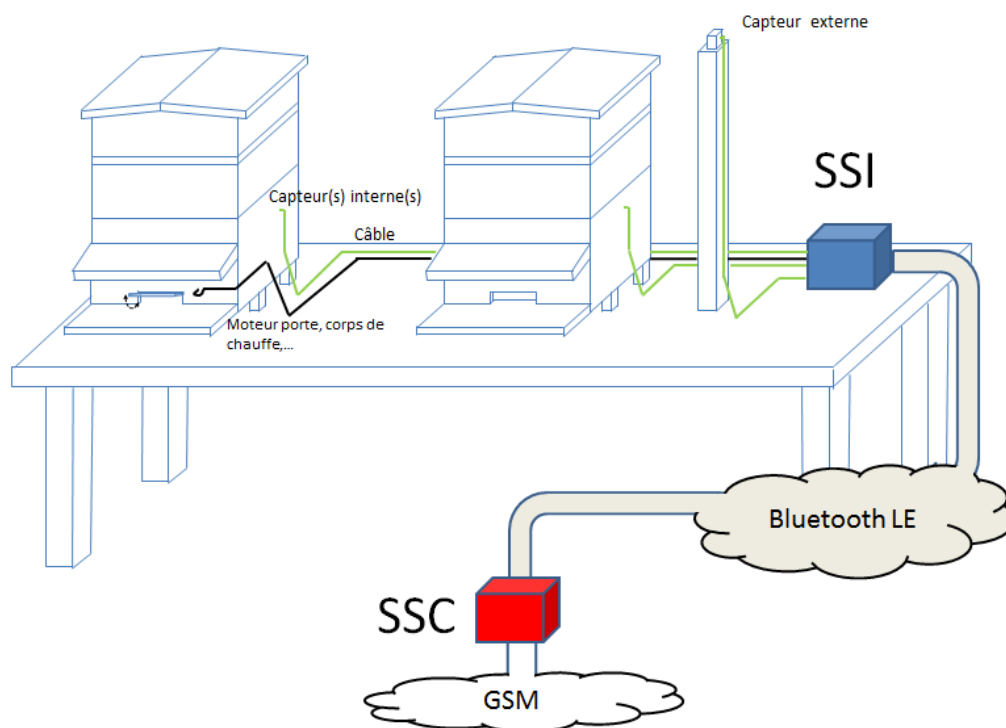 Capteur  externe
SSI
Capteur(s) interne(s)
Câble
Moteur porte, corps de
chauffe,...
Bluetooth LE
SSC
GSM